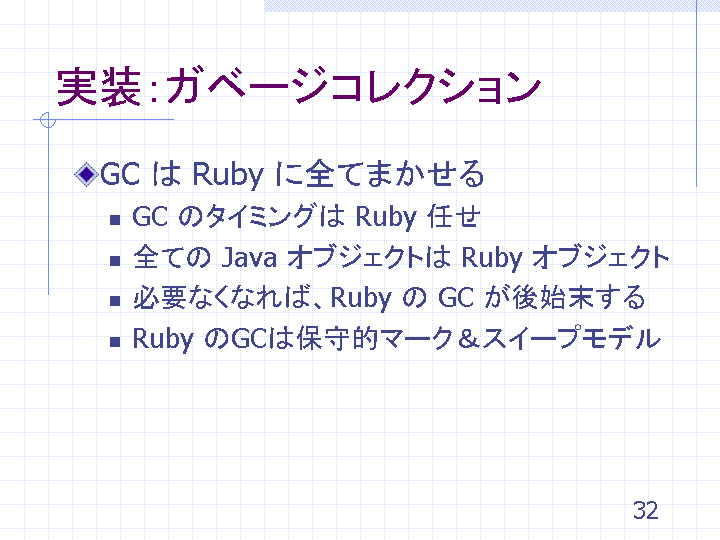 実装：ガベージコレクション
GC は Ruby に全てまかせる
GC のタイミングは Ruby 任せ
全ての Java オブジェクトは Ruby オブジェクト
必要なくなれば、Ruby の GC が後始末する
Ruby のGCは保守的マーク＆スイープモデル
32